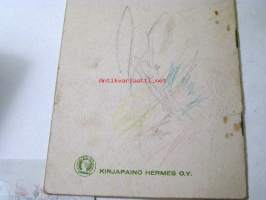 antikvariaatti.net
KIRJAPAINO HERMES O.Y.